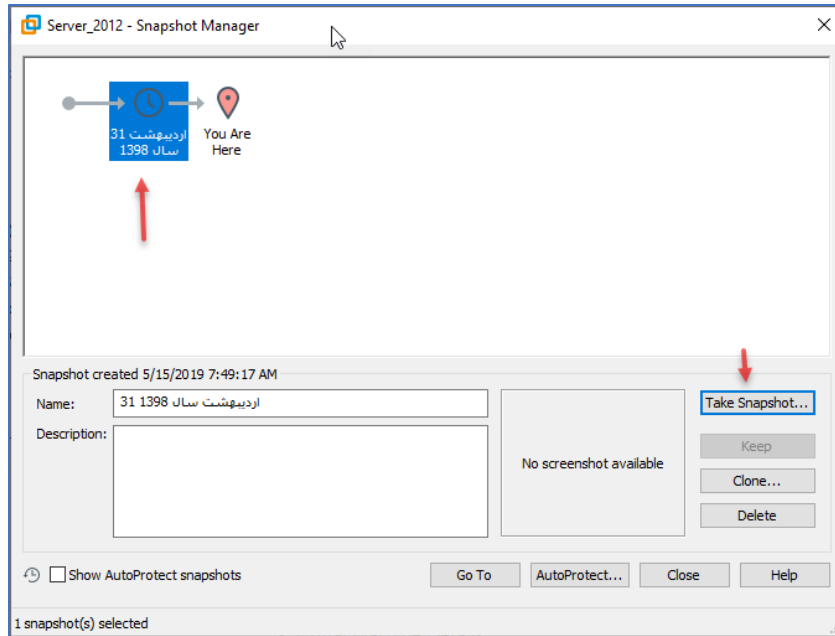 Server_2012 - Snapshot Manager
31 اردیبهشت
سال 1398
You Are
Here
Snapshot created 5/15/2019 7:49:17 AM
Name:
31 اردیبهشت سال 1398
Take Snapshot...
Description:
No screenshot available
Keep
Clone...
Delete
Show AutoProtect snapshots
Go To
AutoProtect...
Close
Help
1 snapshot(s) selected